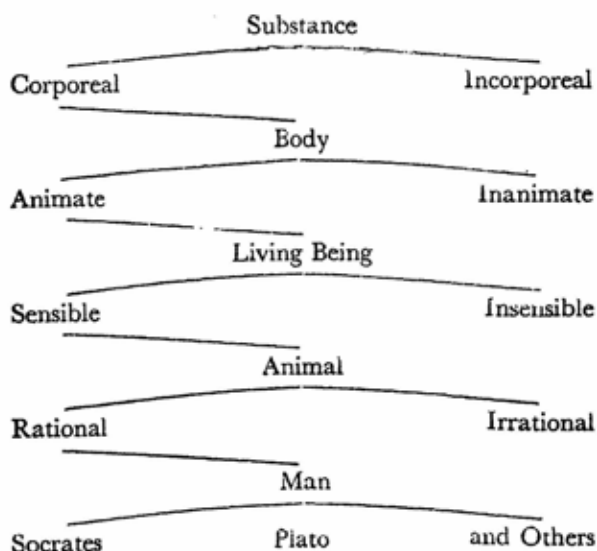 Substance
Corporeal Incorporeal
Body
Animate Inanimate
Living Being
Sensible Insensible
Animal
Rational Irrational
Man
Socrates Plato and Others